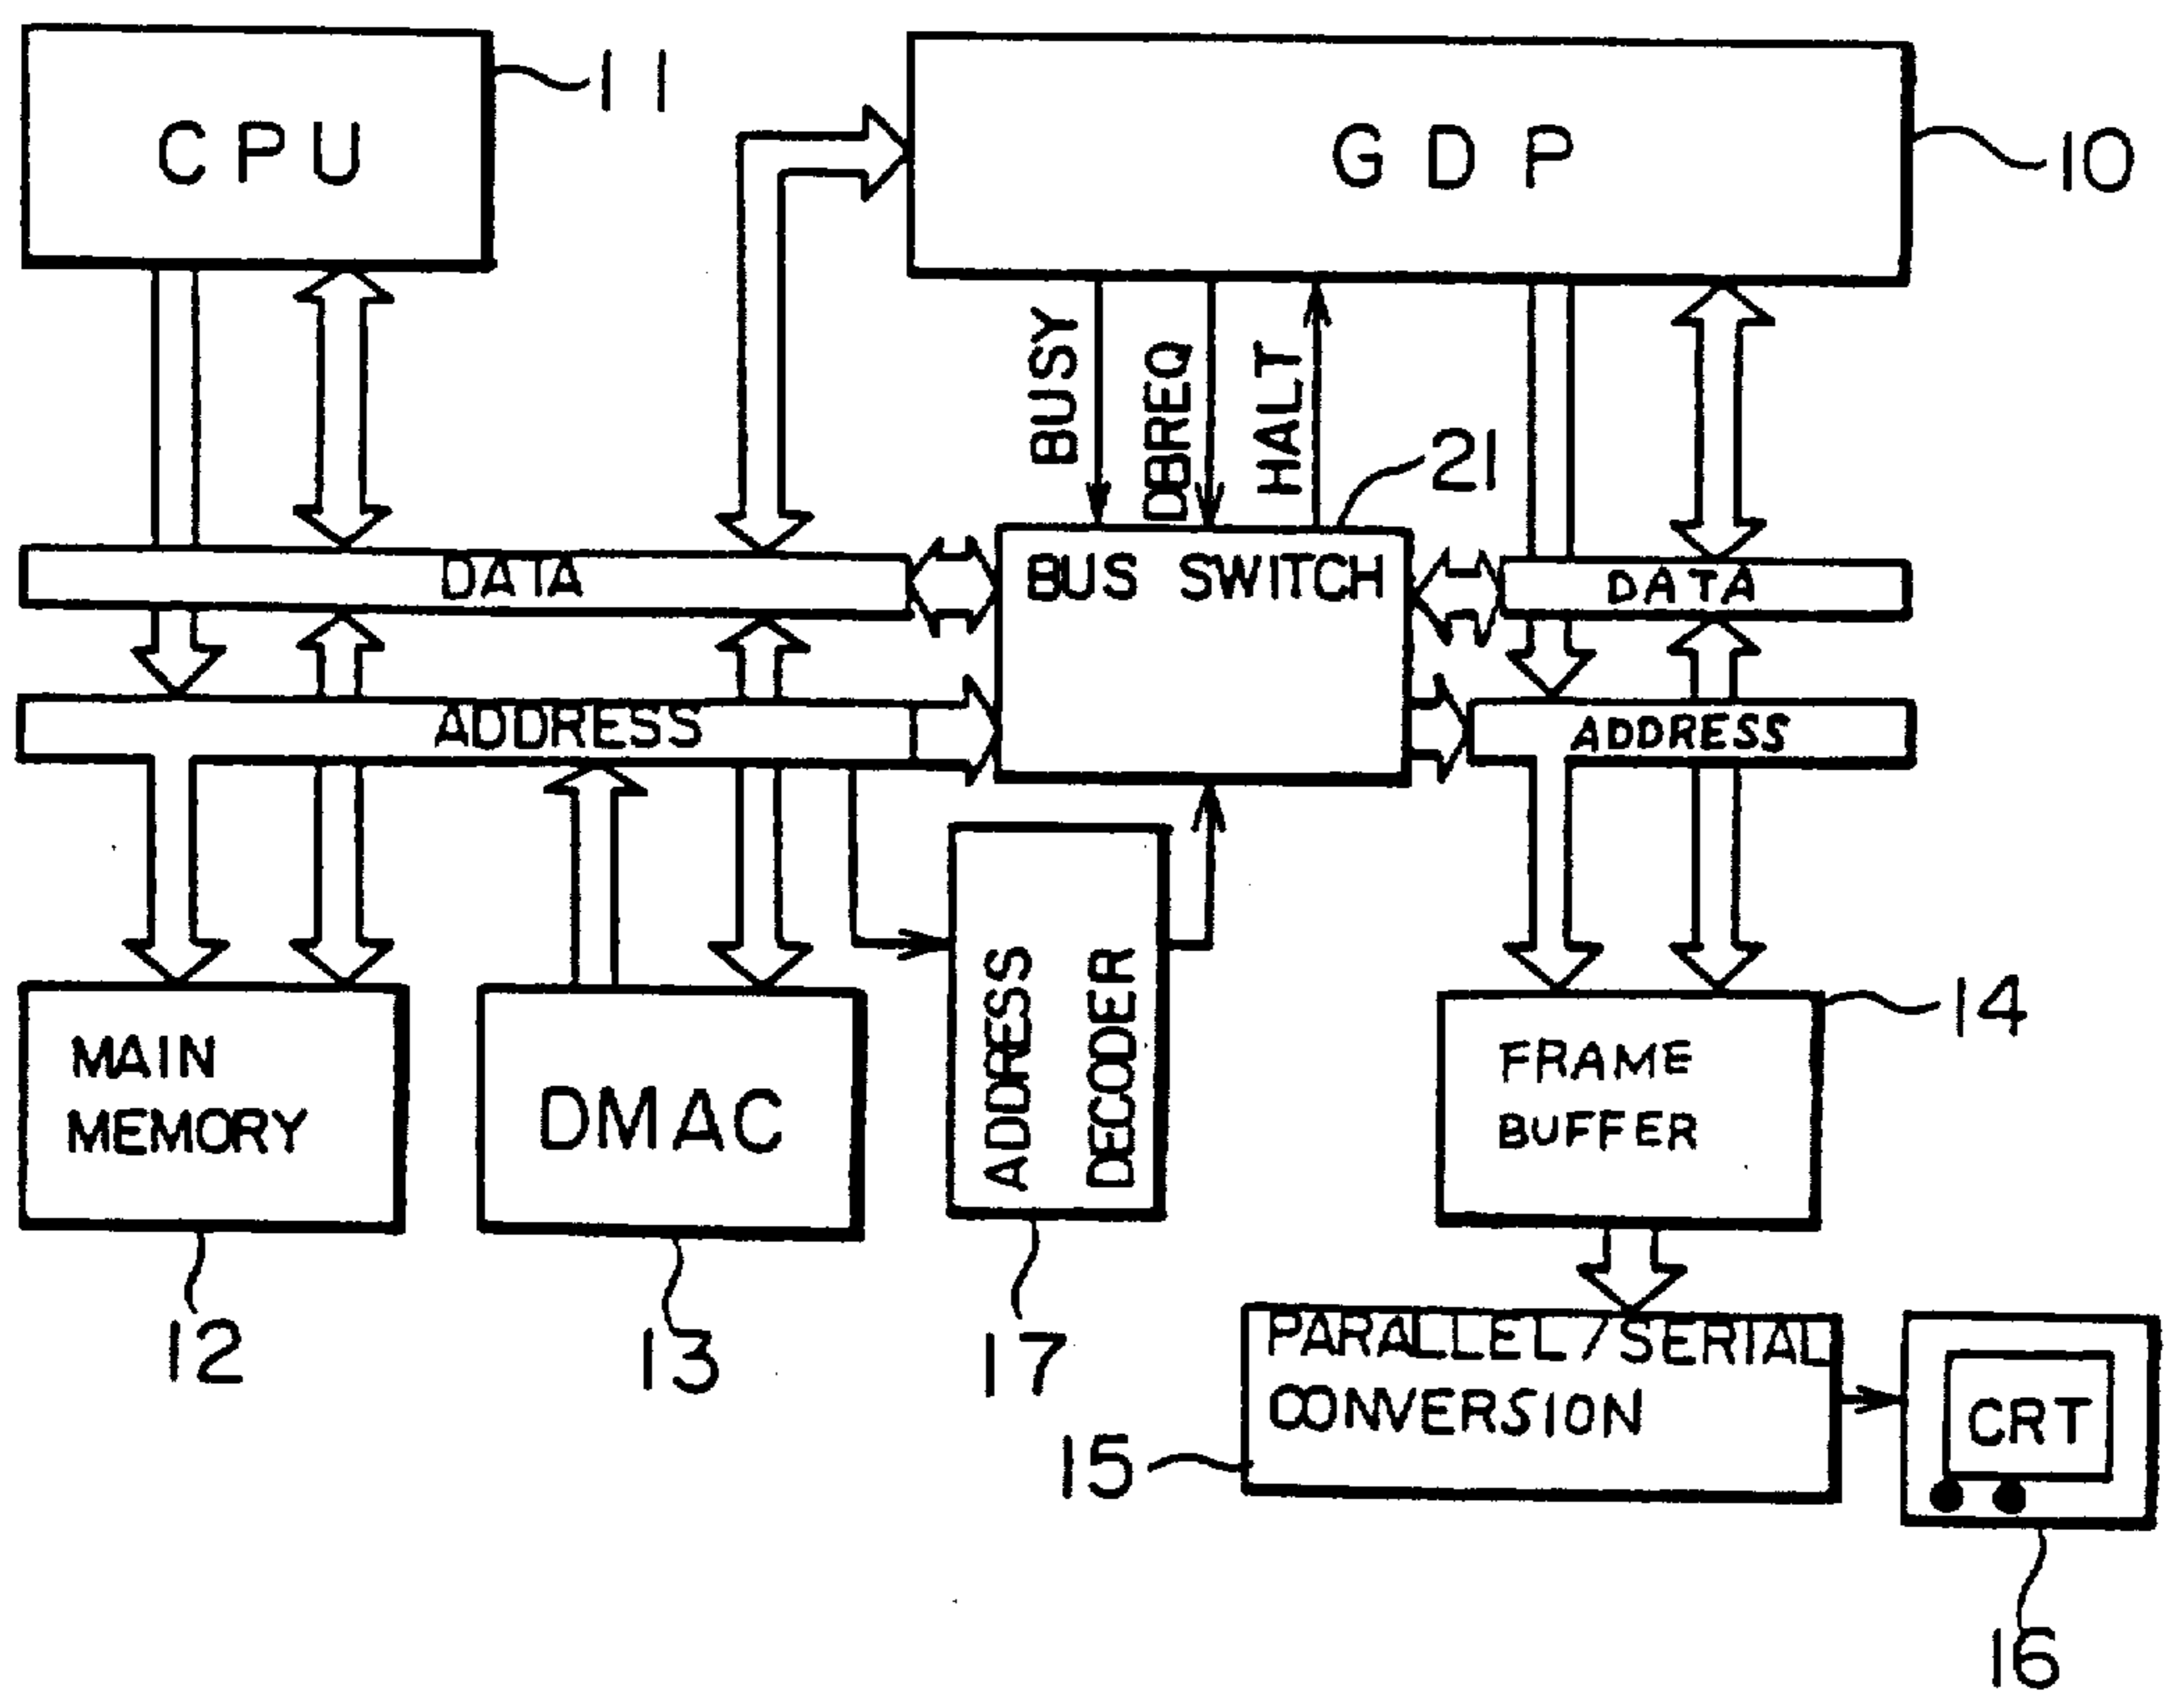 CPU
11
GDP
10
BUSY
DBREQ
HALT
21
DATA
BUS SWITCH
DATA
ADDRESS
ADDRESS
MAIN
MEMORY
12
DMAC
13
ADDRESS
DECODER
17
FRAME
BUFFER
14
PARALLEL/SERIAL
CONVERSION
15
CRT
16